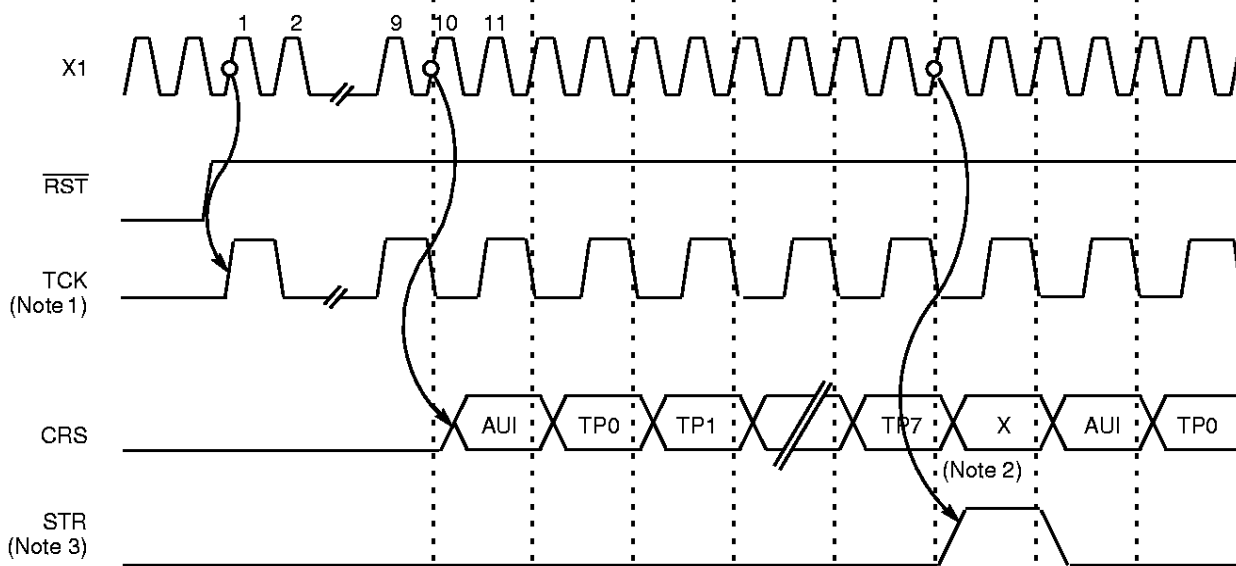 1 2 9 10 11
X1
RST
TCK
(Note 1)
CRS AUI TP0 TP1 TP7 X AUI TP0
(Note 2)
STR
(Note 3)